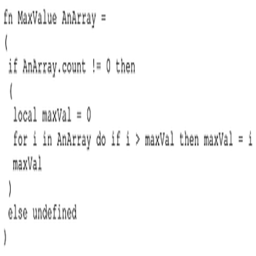 fn MaxValue AnArray =
(
if AnArray.count != 0 then
(
local maxVal = 0
for i in AnArray do if i > maxVal then maxVal = i
maxVal
)
else undefined
)